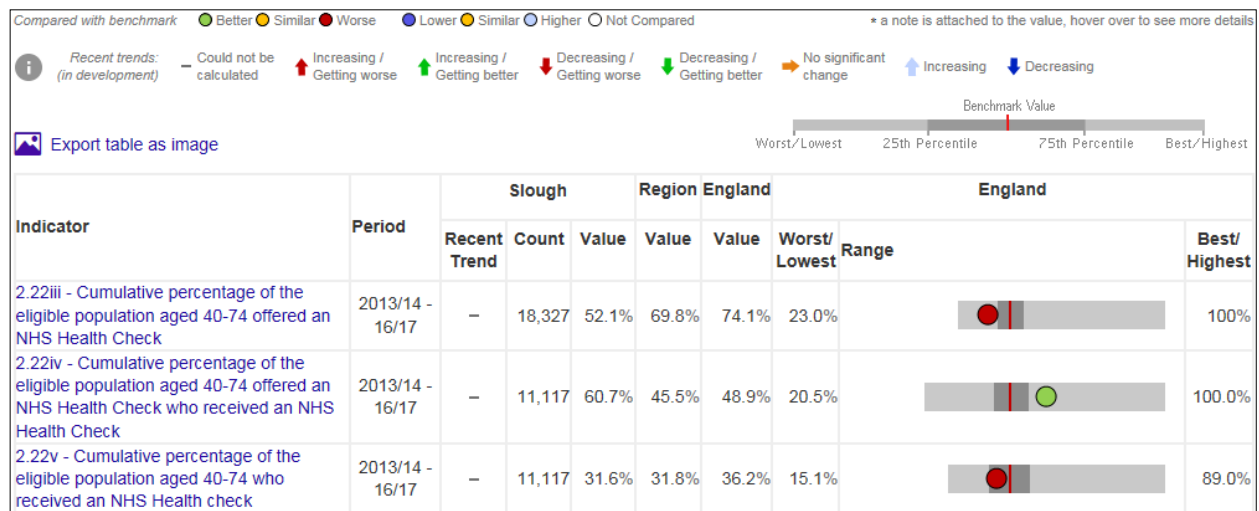 Compared with benchmark Better Similar Worse Lower Similar Higher Not Compared * a note is attached to the value, hover over to see more details
Recent trends: – Could not be Increasing / Increasing / Decreasing / Decreasing / No significant Increasing Decreasing
(in development) calculated Getting worse Getting better Getting worse Getting better change
Benchmark Value
Export table as image
Worst/Lowest 25th Percentile 75th Percentile Best/Highest
Slough Region England England
Indicator Period Recent Trend Count Value Value Value Worst/ Lowest Range Best/ Highest
2.22iii - Cumulative percentage of the
eligible population aged 40-74 offered an
NHS Health Check
2013/14 -
16/17
– 18,327 52.1% 69.8% 74.1% 23.0% 100%
2.22iv - Cumulative percentage of the
eligible population aged 40-74 offered an
NHS Health Check who received an NHS
Health Check
2013/14 -
16/17
– 11,117 60.7% 45.5% 48.9% 20.5% 100.0%
2.22v - Cumulative percentage of the
eligible population aged 40-74 who
received an NHS Health check
2013/14 -
16/17
– 11,117 31.6% 31.8% 36.2% 15.1% 89.0%